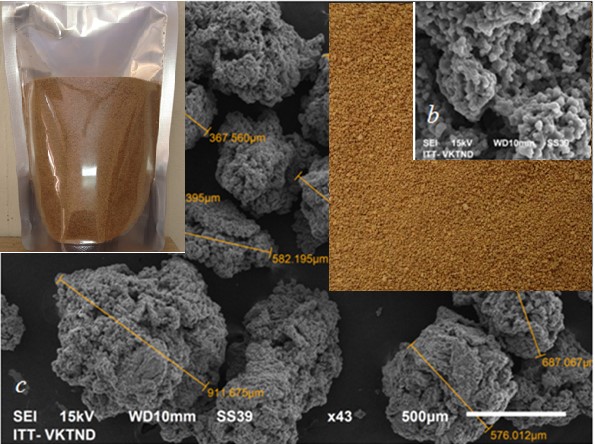 b
SEI 15kV WD10mm SS39
ITT- VKTND
367.560µm
395µm
582.195µm
687.067µm
911.675µm
576.012µm
c
SEI 15kV WD10mm SS39 x43 500µm
ITT- VKTND